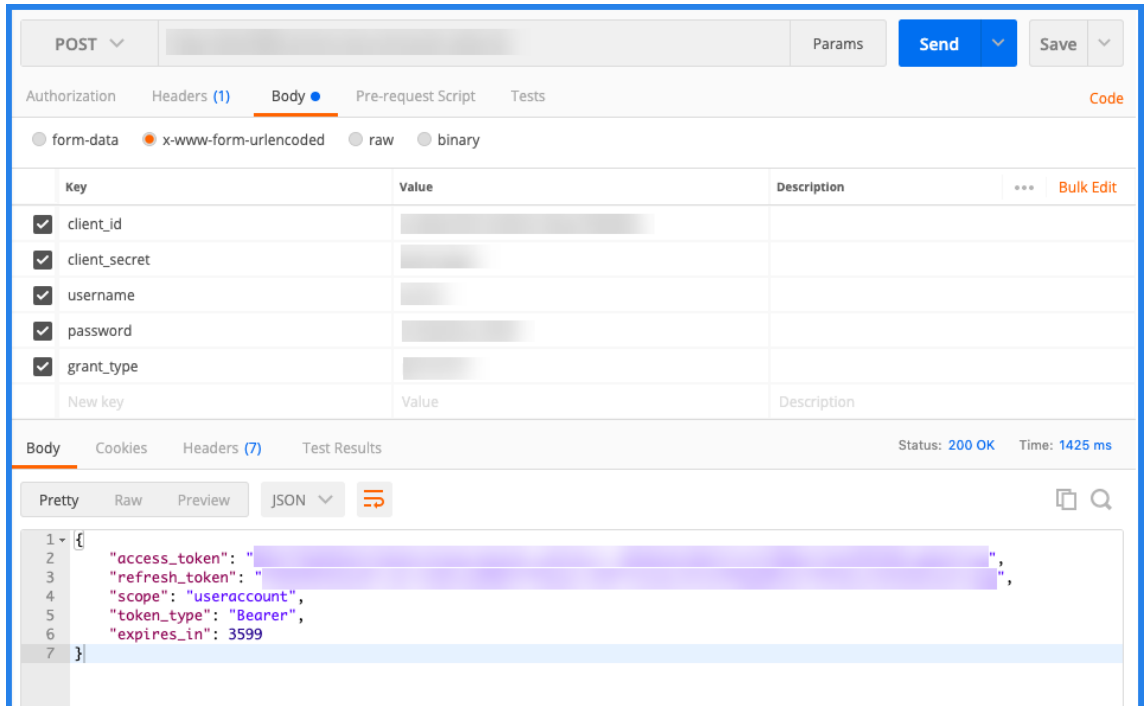 POST Params Send Save
Authorization Headers (1) Body Pre-request Script Tests Code
form-data x-www-form-urlencoded raw binary
Key Value Description ••• Bulk Edit
client_id
client_secret
username
password
grant_type
New key Value Description
Body Cookies Headers (7) Test Results Status: 200 OK Time: 1425 ms
Pretty Raw Preview JSON
1 {
2 "access_token": "",
3 "refresh_token": "",
4 "scope": "useraccount",
5 "token_type": "Bearer",
6 "expires_in": 3599
7 }